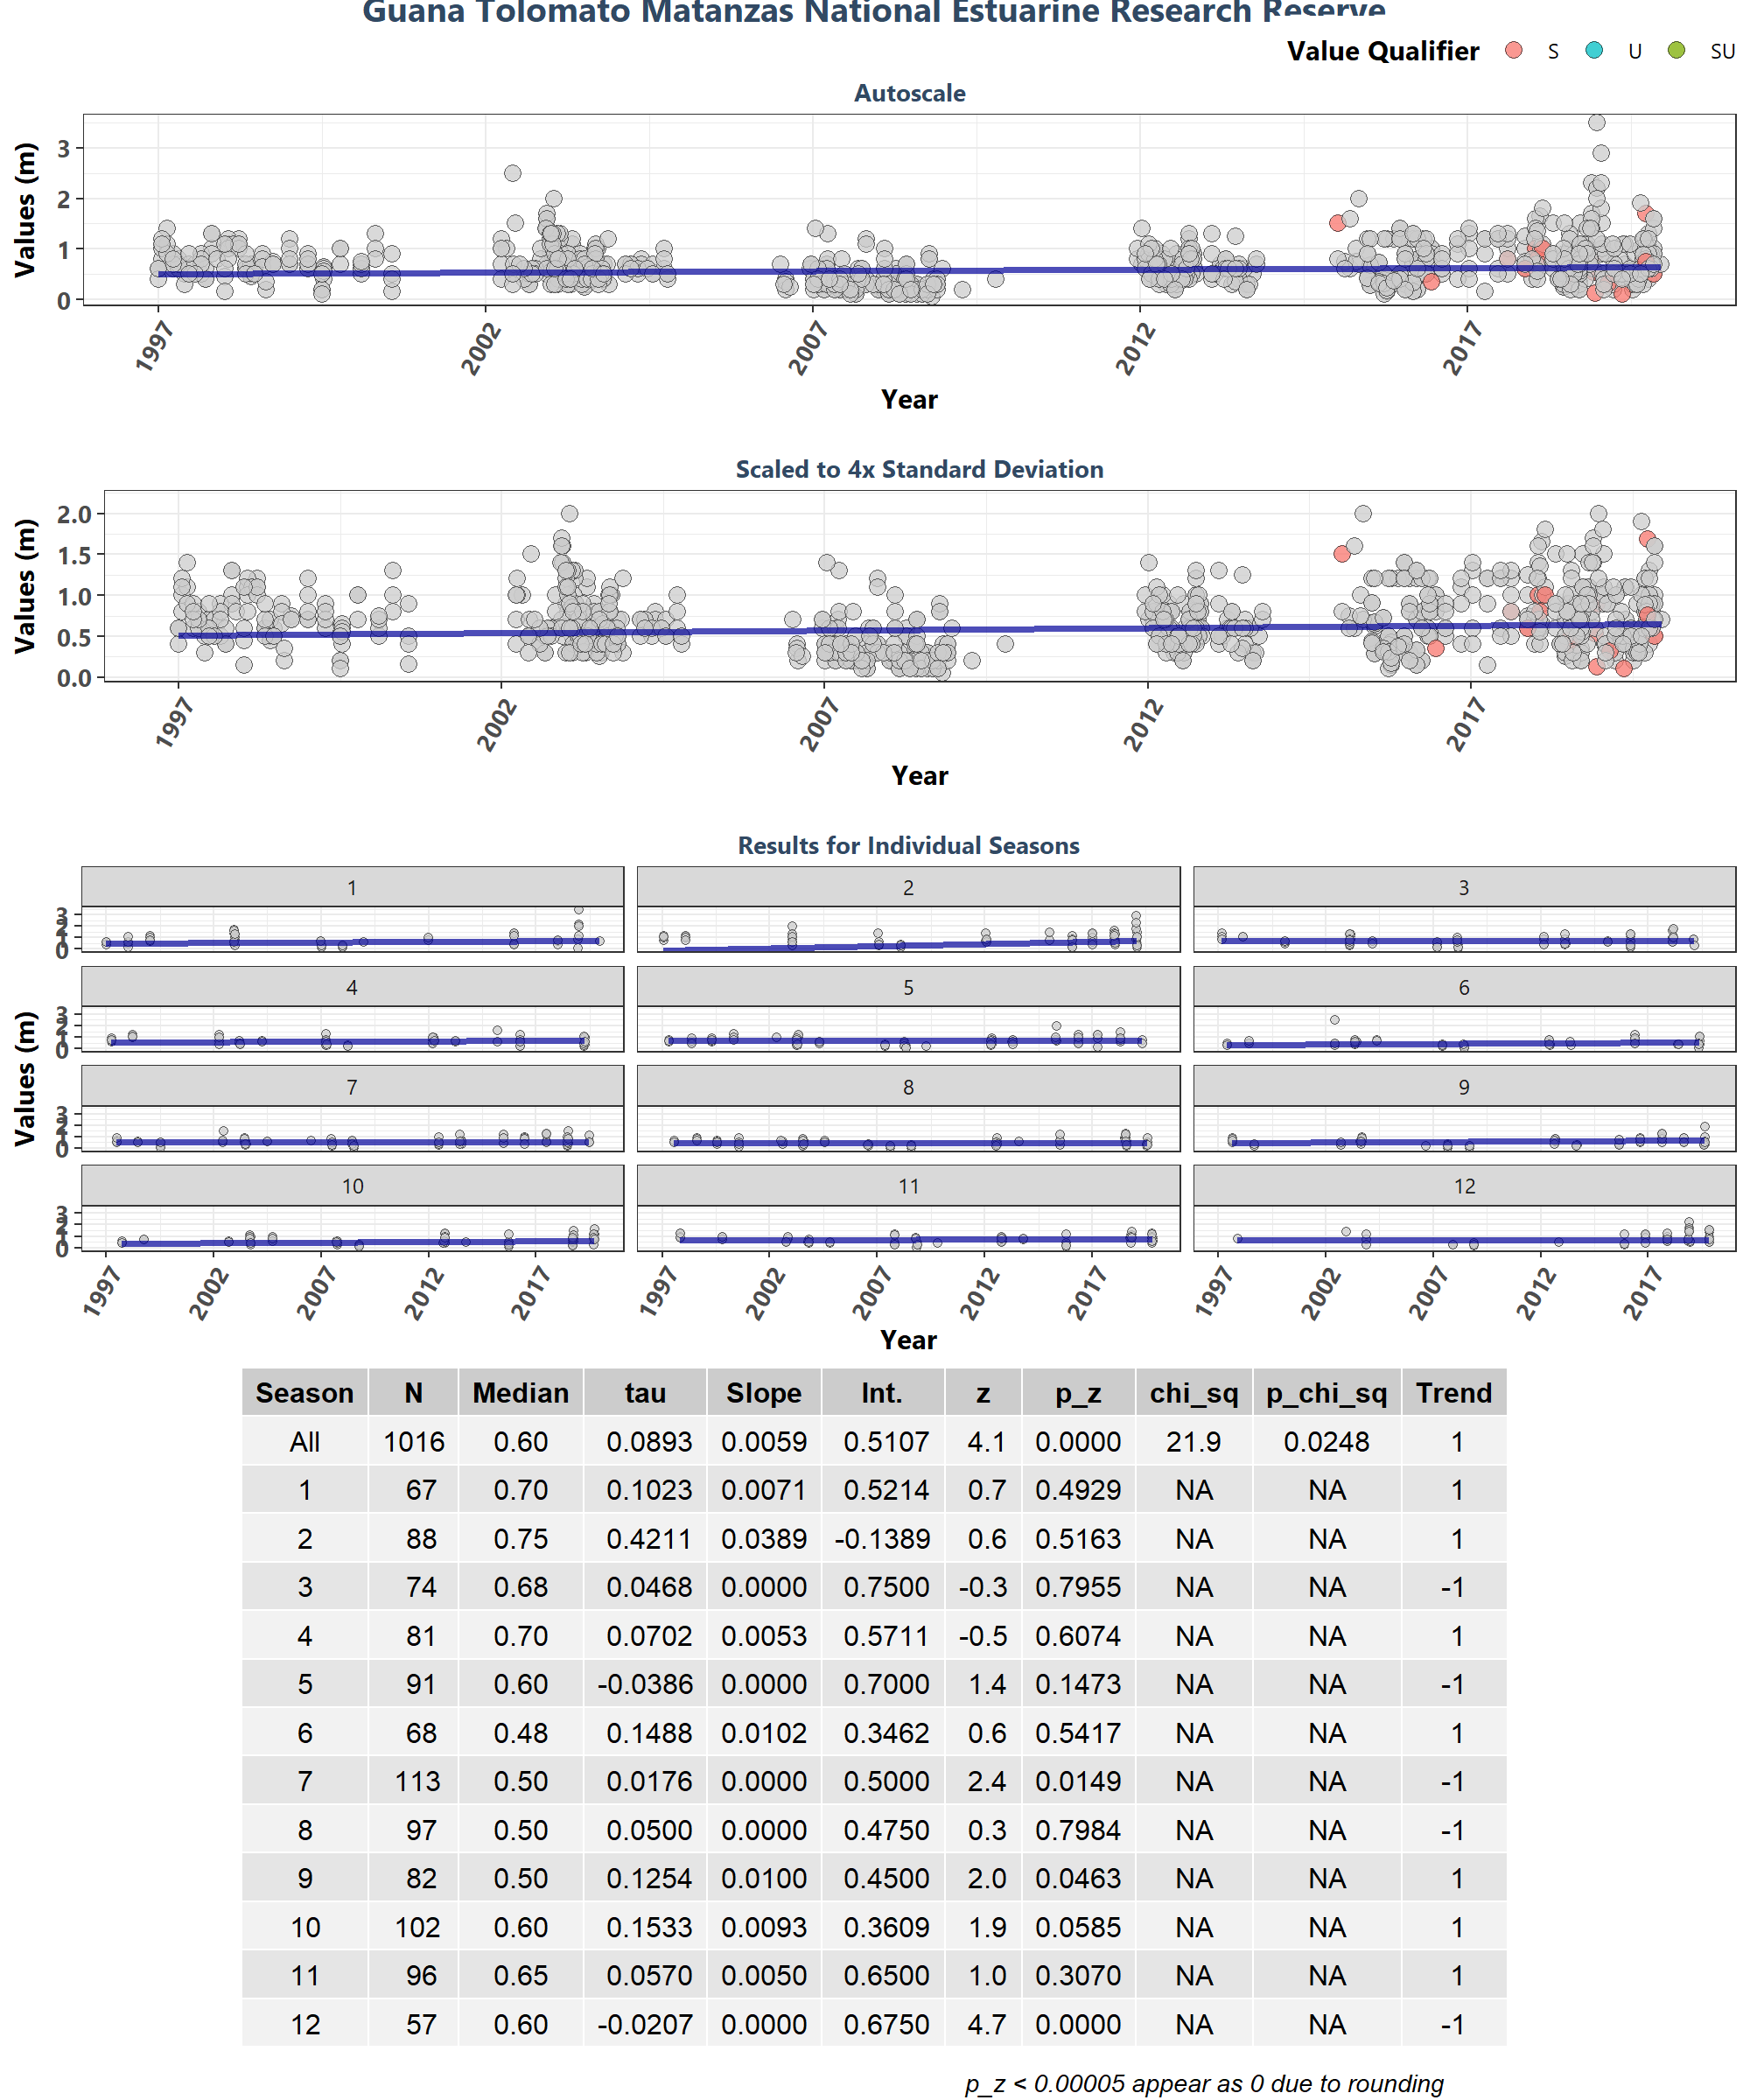 Guana Tolomato Matanzas National Estuarine Research Reserve
Value Qualifier S U SU
Autoscale
Values (m)
3
2
1
0
1997 2002 2007 2012 2017
Year
Scaled to 4x Standard Deviation
Values (m)
2.0
1.5
1.0
0.5
0.0
1997 2002 2007 2012 2017
Year
Results for Individual Seasons
Values (m)
1 2 3
3
2
1
0
4 5 6
3
2
1
0
7 8 9
3
2
1
0
10 11 12
3
2
1
0
1997 2002 2007 2012 2017 1997 2002 2007 2012 2017 1997 2002 2007 2012 2017
Year
Season N Median tau Slope Int. z p_z chi_sq p_chi_sq Trend
All 1016 0.60 0.0893 0.0059 0.5107 4.1 0.0000 21.9 0.0248 1
1 67 0.70 0.1023 0.0071 0.5214 0.7 0.4929 NA NA 1
2 88 0.75 0.4211 0.0389 -0.1389 0.6 0.5163 NA NA 1
3 74 0.68 0.0468 0.0000 0.7500 -0.3 0.7955 NA NA -1
4 81 0.70 0.0702 0.0053 0.5711 -0.5 0.6074 NA NA 1
5 91 0.60 -0.0386 0.0000 0.7000 1.4 0.1473 NA NA -1
6 68 0.48 0.1488 0.0102 0.3462 0.6 0.5417 NA NA 1
7 113 0.50 0.0176 0.0000 0.5000 2.4 0.0149 NA NA -1
8 97 0.50 0.0500 0.0000 0.4750 0.3 0.7984 NA NA -1
9 82 0.50 0.1254 0.0100 0.4500 2.0 0.0463 NA NA 1
10 102 0.60 0.1533 0.0093 0.3609 1.9 0.0585 NA NA 1
11 96 0.65 0.0570 0.0050 0.6500 1.0 0.3070 NA NA 1
12 57 0.60 -0.0207 0.0000 0.6750 4.7 0.0000 NA NA -1
p_z < 0.00005 appear as 0 due to rounding